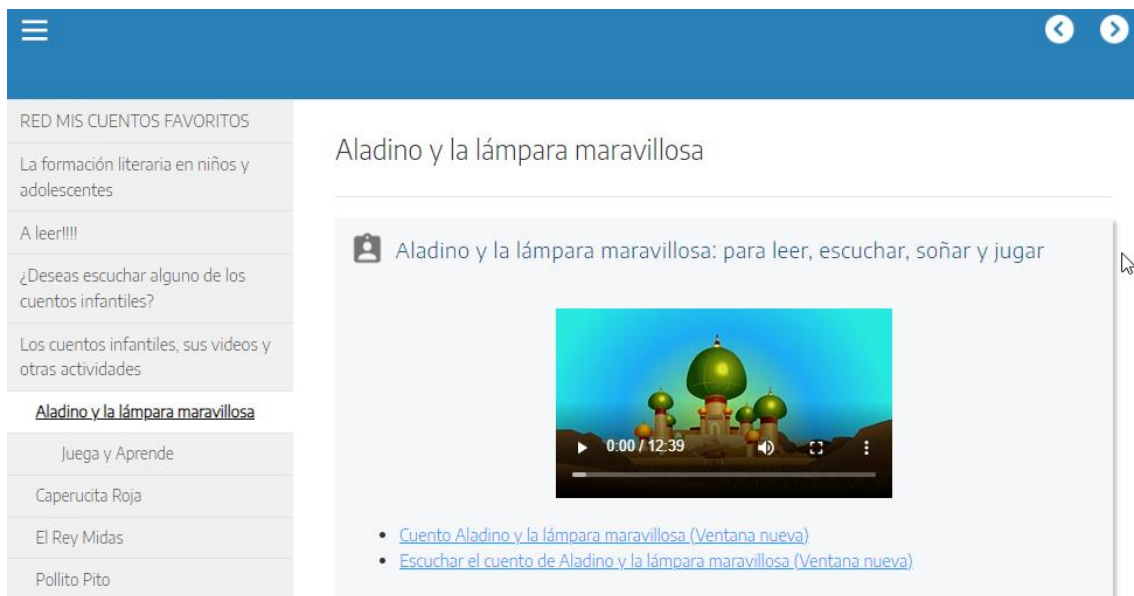 RED MIS CUENTOS FAVORITOS
La formación literaria en niños y
adolescentes
A leer!!!!
¿Deseas escuchar alguno de los
cuentos infantiles?
Los cuentos infantiles, sus videos y
otras actividades
Aladino y la lámpara maravillosa
Juega y Aprende
Caperucita Roja
El Rey Midas
Pollito Pito
Aladino y la lámpara maravillosa
Aladino y la lámpara maravillosa: para leer, escuchar, soñar y jugar
0:00 / 12:39
Cuento Aladino y la lámpara maravillosa (Ventana nueva)
Escuchar el cuento de Aladino y la lámpara maravillosa (Ventana nueva)